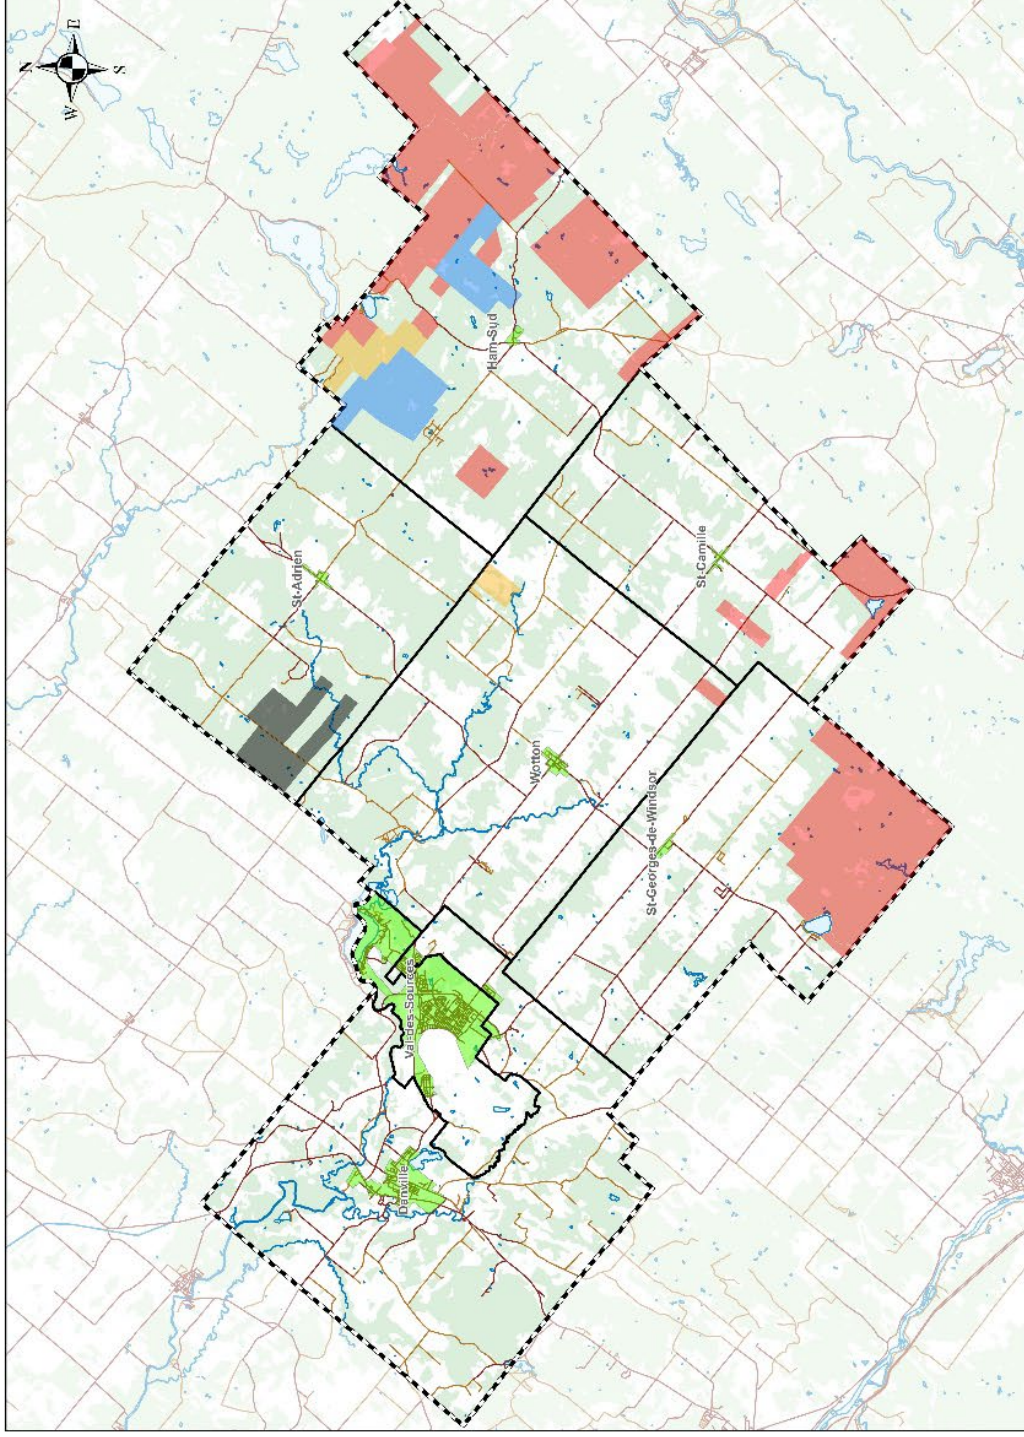 N
E
S
W
Ham-Sud
St-Adrien
St-Camille
Wotton
St-Georges-de-Windsor
Val-des-Sources
Danville